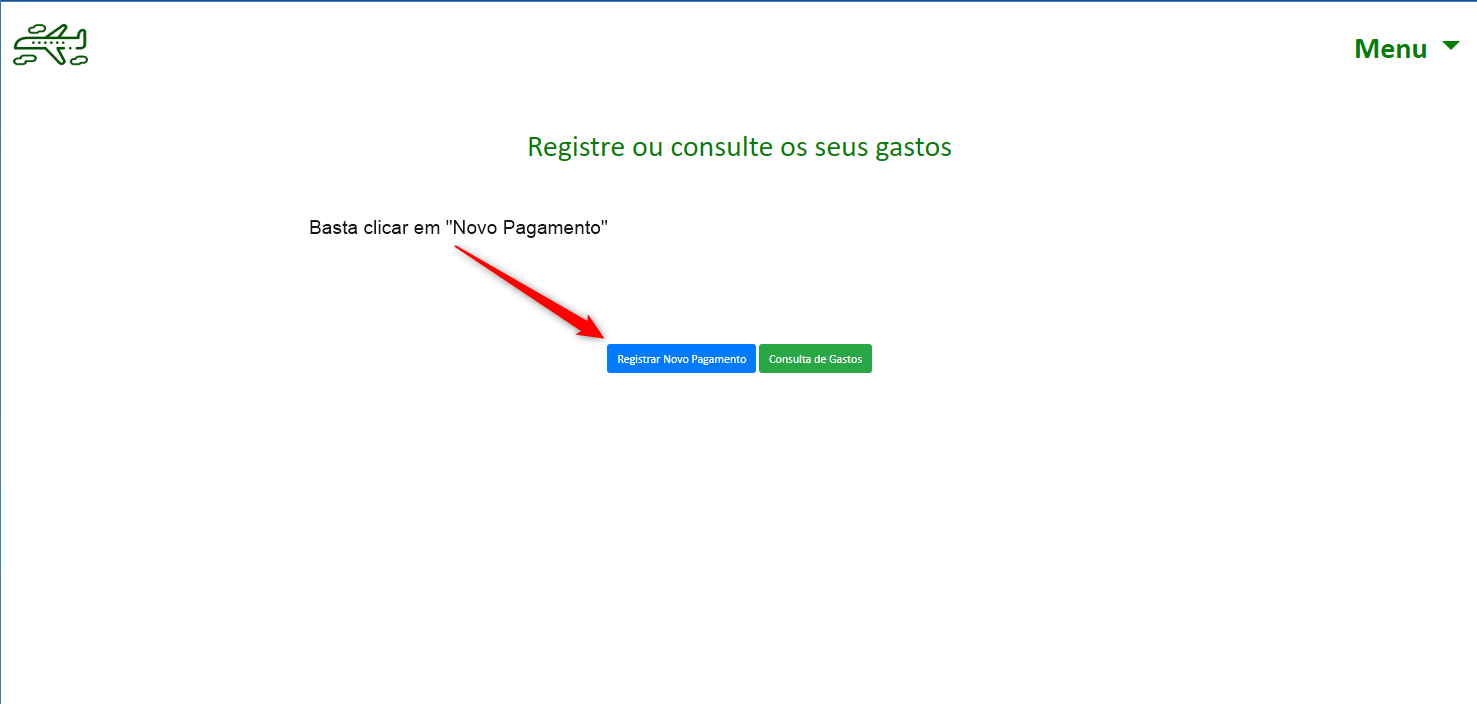 Menu
Registre ou consulte os seus gastos
Basta clicar em "Novo Pagamento"
Registrar Novo Pagamento
Consulta de Gastos